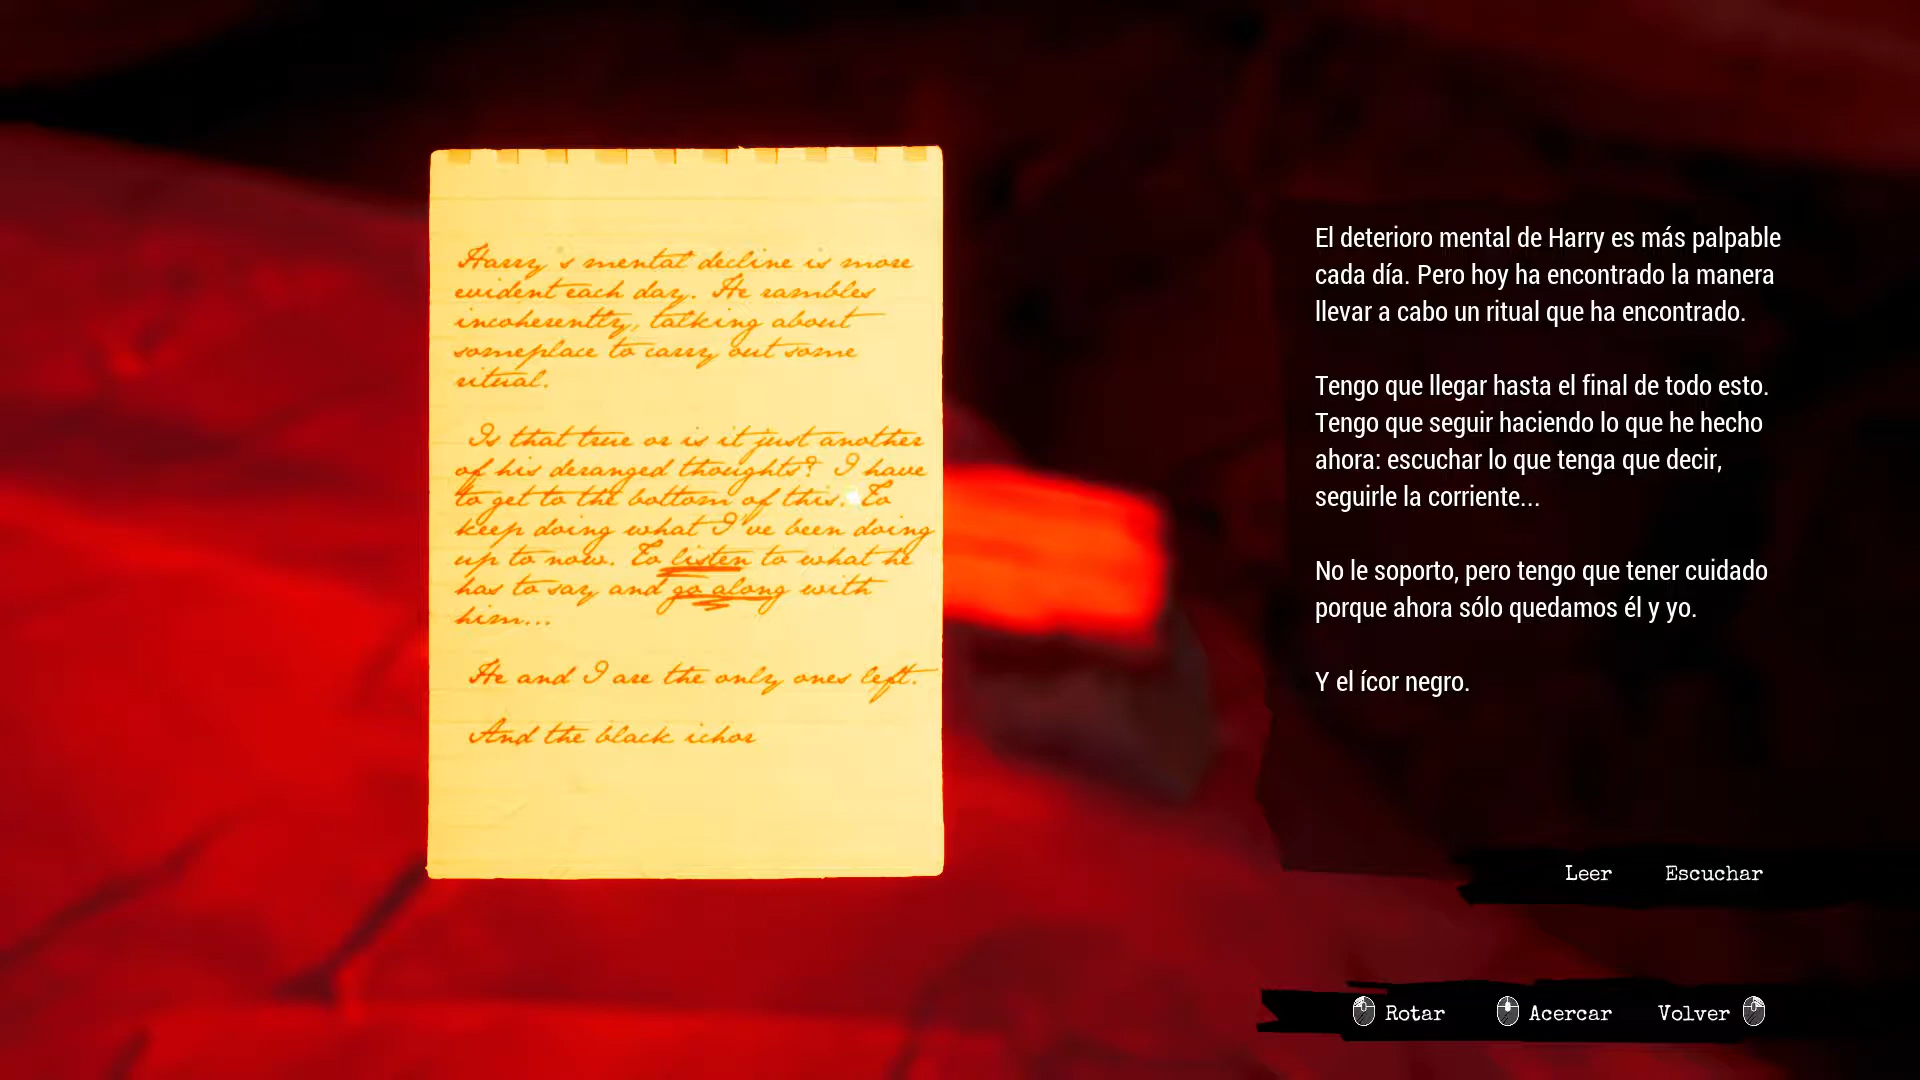 Harry's mental decline is more
evident each day. He rambles
incoherently, talking about
someplace to carry out some
ritual.
Is that true or is it just another
of his deranged thoughts? I have
to get to the bottom of this. To
keep doing what I've been doing
up to now. To listen to what he
has to say and go along with
him...
He and I are the only ones left.
And the black ichor
El deterioro mental de Harry es más palpable
cada día. Pero hoy ha encontrado la manera
llevar a cabo un ritual que ha encontrado.
Tengo que llegar hasta el final de todo esto.
Tengo que seguir haciendo lo que he hecho
ahora: escuchar lo que tenga que decir,
seguirle la corriente...
No le soporto, pero tengo que tener cuidado
porque ahora sólo quedamos él y yo.
Y el ícor negro.
Leer Escuchar
Rotar Acercar Volver